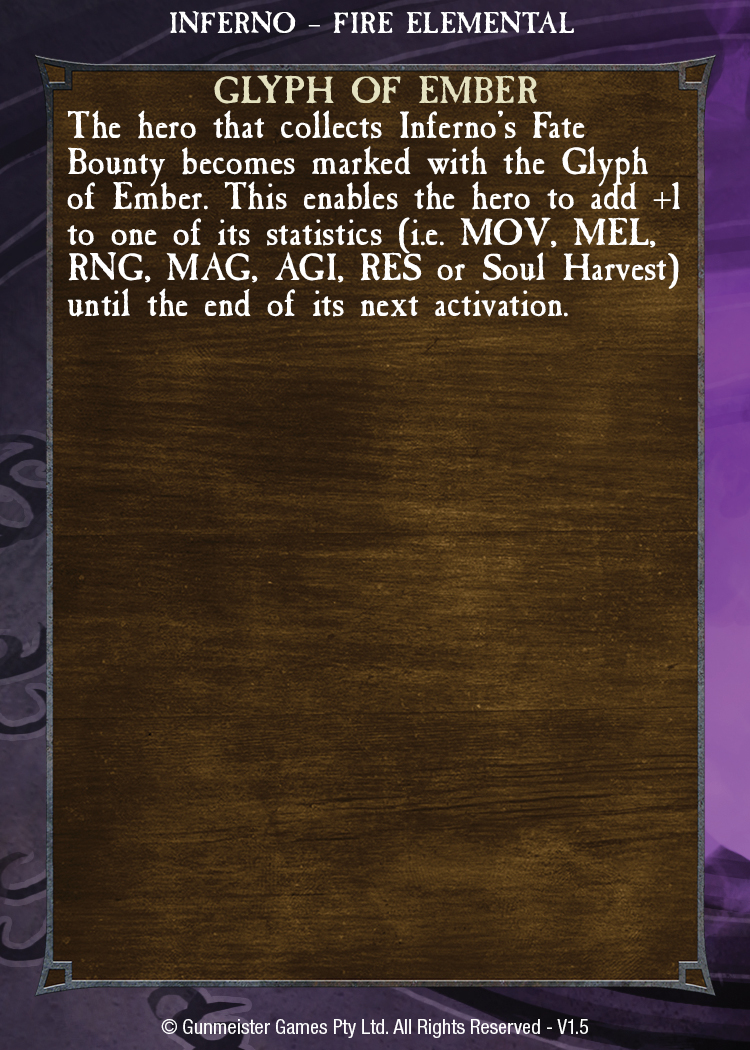 INFERNO – FIRE ELEMENTAL
GLYPH OF EMBER
The hero that collects Inferno's Fate
Bounty becomes marked with the Glyph
of Ember. This enables the hero to add +1
to one of its statistics (i.e. MOV, MEL,
RNG, MAG, AGI, RES or Soul Harvest)
until the end of its next activation.
© Gunmeister Games Pty Ltd. All Rights Reserved - V1.5